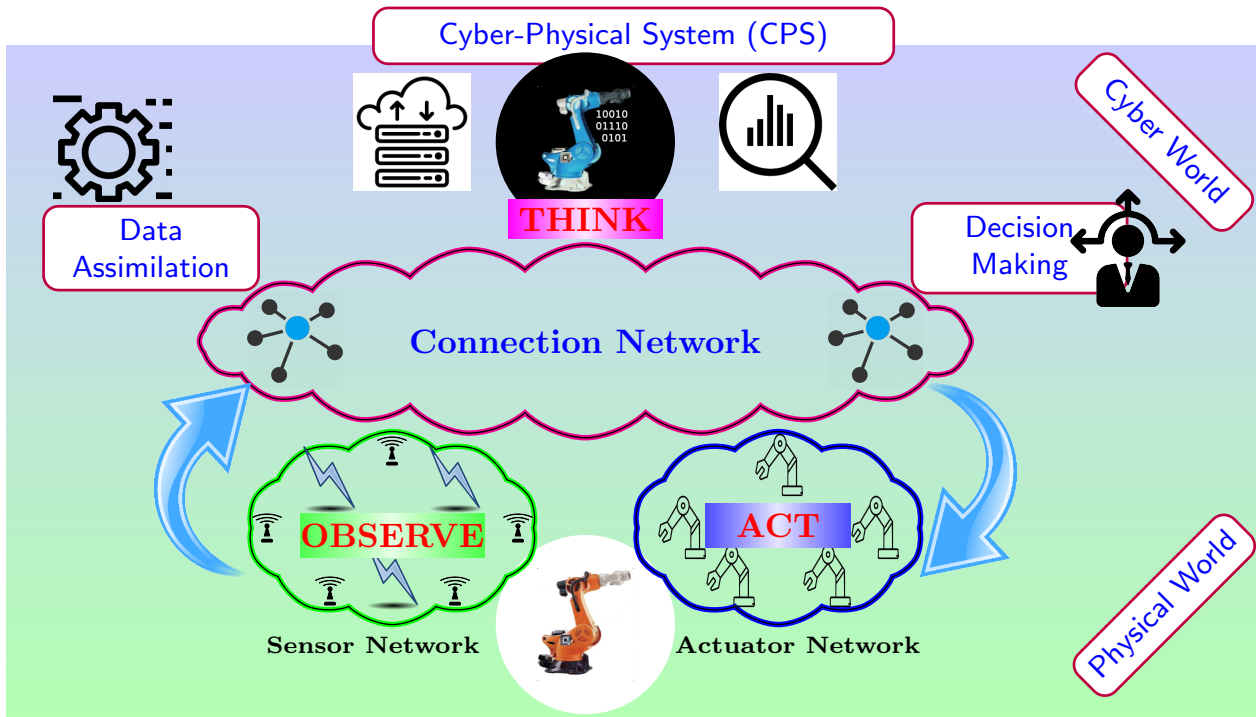 Cyber-Physical System (CPS)
Cyber World
10010
01110
0101
THINK
Data
Assimilation
Decision
Making
Connection Network
OBSERVE
ACT
Sensor Network
Actuator Network
Physical World